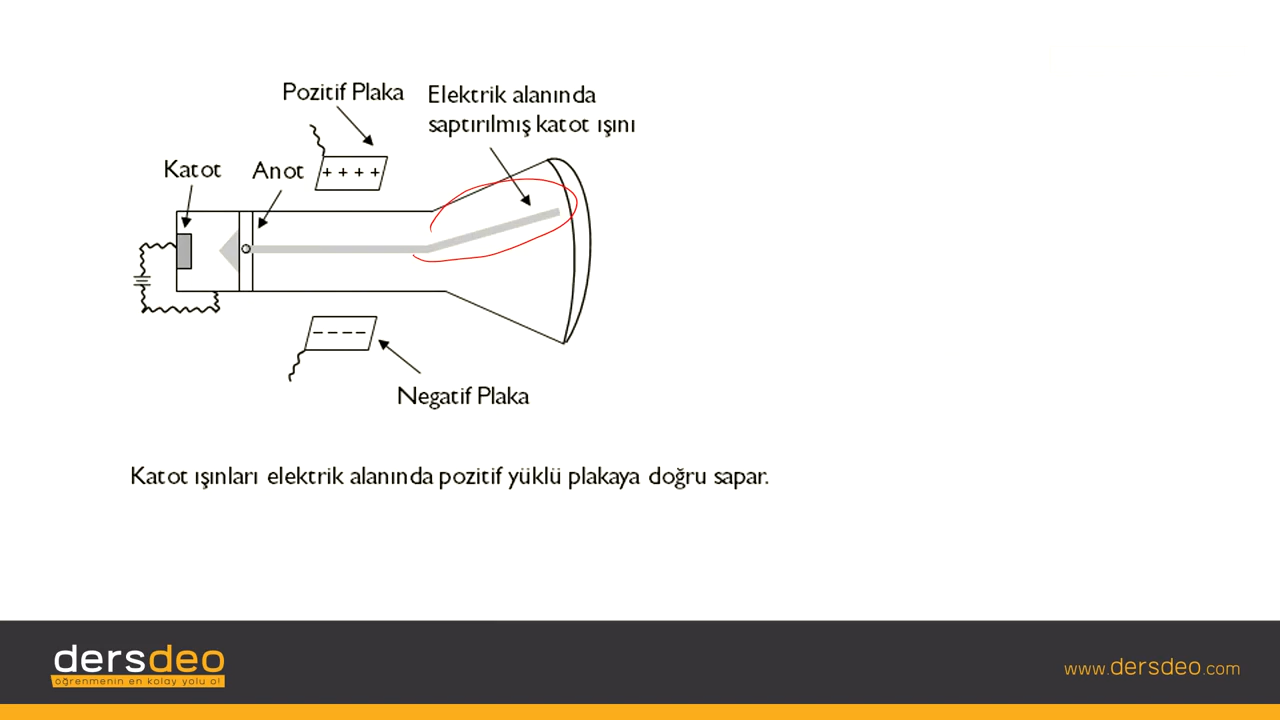 Pozitif Plaka
Elektrik alanında
saptırılmış katot ışını
Katot
Anot
+ + + +
– – – –
Negatif Plaka
Katot ışınları elektrik alanında pozitif yüklü plakaya doğru sapar.
dersdeo
öğrenmenin en kolay yolu o!
www.dersdeo.com